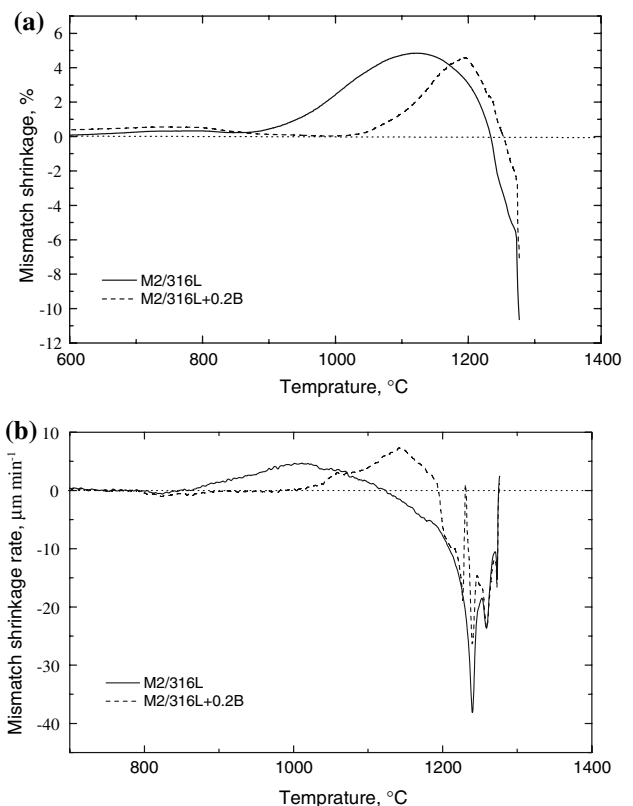 (a)
6
4
2
0
-2
-4
-6
-8
-10
-12
Mismatch shrinkage, %
M2/316L
M2/316L+0.2B
600 800 1000 1200 1400
Temprature, °C
(b)
10
0
-10
-20
-30
-40
Mismatch shrinkage rate, µm min-1
M2/316L
M2/316L+0.2B
800 1000 1200 1400
Temprature, °C